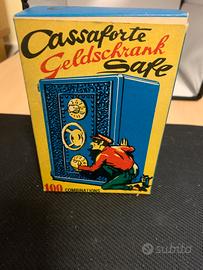 Cassaforte
Geldschrank
Safe
100 COMBINATIONS
subito